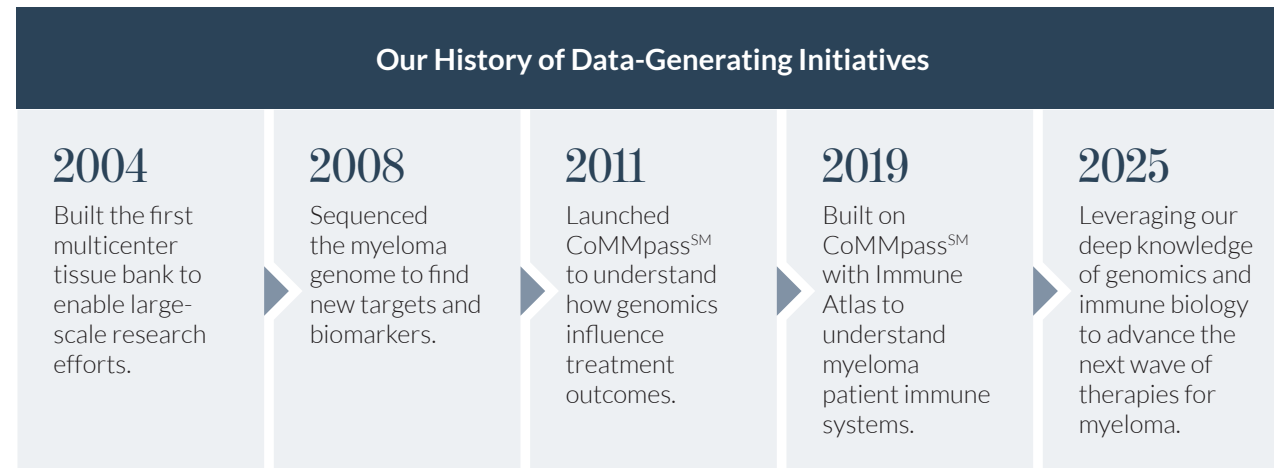 Our History of Data-Generating Initiatives
2004
Built the first
multicenter
tissue bank to
enable large-
scale research
efforts.
2008
Sequenced
the myeloma
genome to find
new targets and
biomarkers.
2011
Launched
CoMMpassSM
to understand
how genomics
influence
treatment
outcomes.
2019
Built on
CoMMpassSM
with Immune
Atlas to
understand
myeloma
patient immune
systems.
2025
Leveraging our
deep knowledge
of genomics and
immune biology
to advance the
next wave of
therapies for
myeloma.